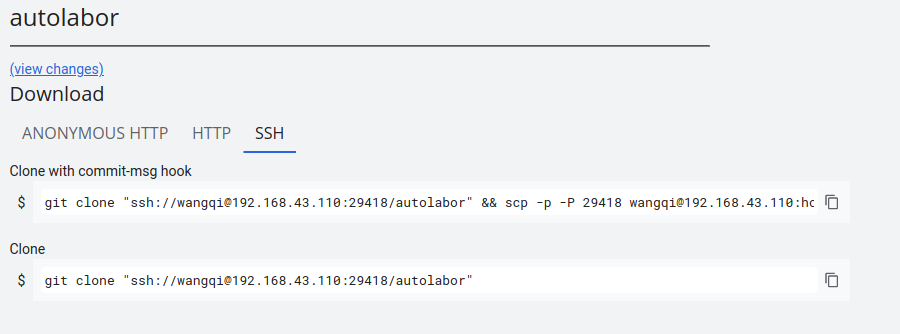 autolabor
(view changes)
Download
ANONYMOUS HTTP HTTP SSH
Clone with commit-msg hook
$ git clone "ssh://wangqi@192.168.43.110:29418/autolabor" && scp -p -P 29418 wangqi@192.168.43.110:ho
Clone
$ git clone "ssh://wangqi@192.168.43.110:29418/autolabor"